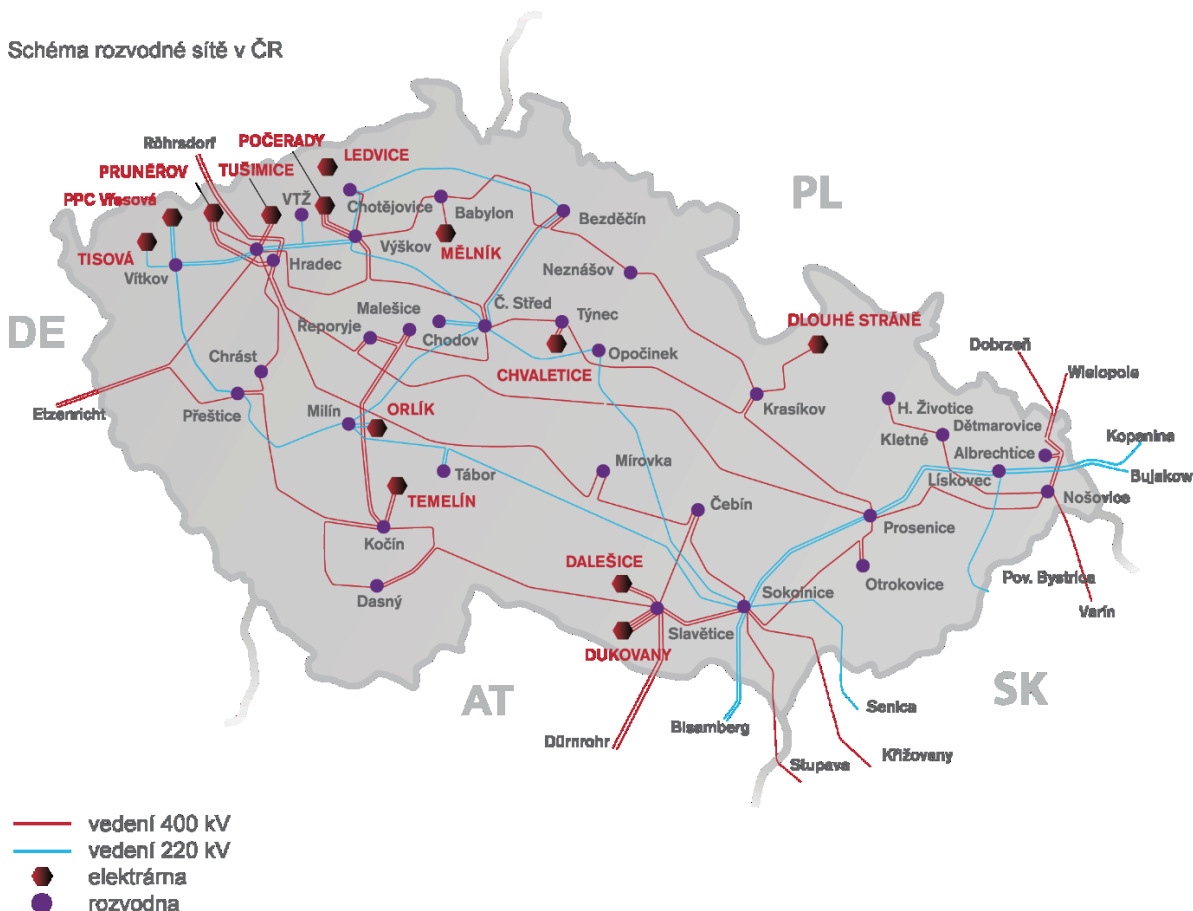 Schéma rozvodné sítě v ČR
Röhrsdorf
POČERADY
LEDVICE
PRUNÉŘOV
TUŠIMICE
PPC Vřesová
VTŽ
Chotějovice
Babylon
Bezděčín
PL
TISOVÁ
Vítkov
Hradec
Výškov
MĚLNÍK
Neznášov
DE
Malešice
Č. Střed
Týnec
DLOUHÉ STRÁNĚ
Řeporyje
Chodov
Opočinek
Dobrzeň
Chrást
CHVALETICE
Wielopole
Etzenricht
Přeštice
Milín
ORLÍK
Krasíkov
H. Životice
Dětmarovice
Kletné
Kopanina
Albrechtice
Tábor
Mírovka
Lískovec
Bujakow
TEMELÍN
Čebín
Nošovice
Kočín
Prosenice
DALEŠICE
Otrokovice
Pov. Bystrica
Dasný
Sokolnice
Varín
Slavětice
DUKOVANY
AT
SK
Senica
Bisamberg
Dürnrohr
Křižovany
Stupava
vedení 400 kV
vedení 220 kV
elektrárna
rozvodna